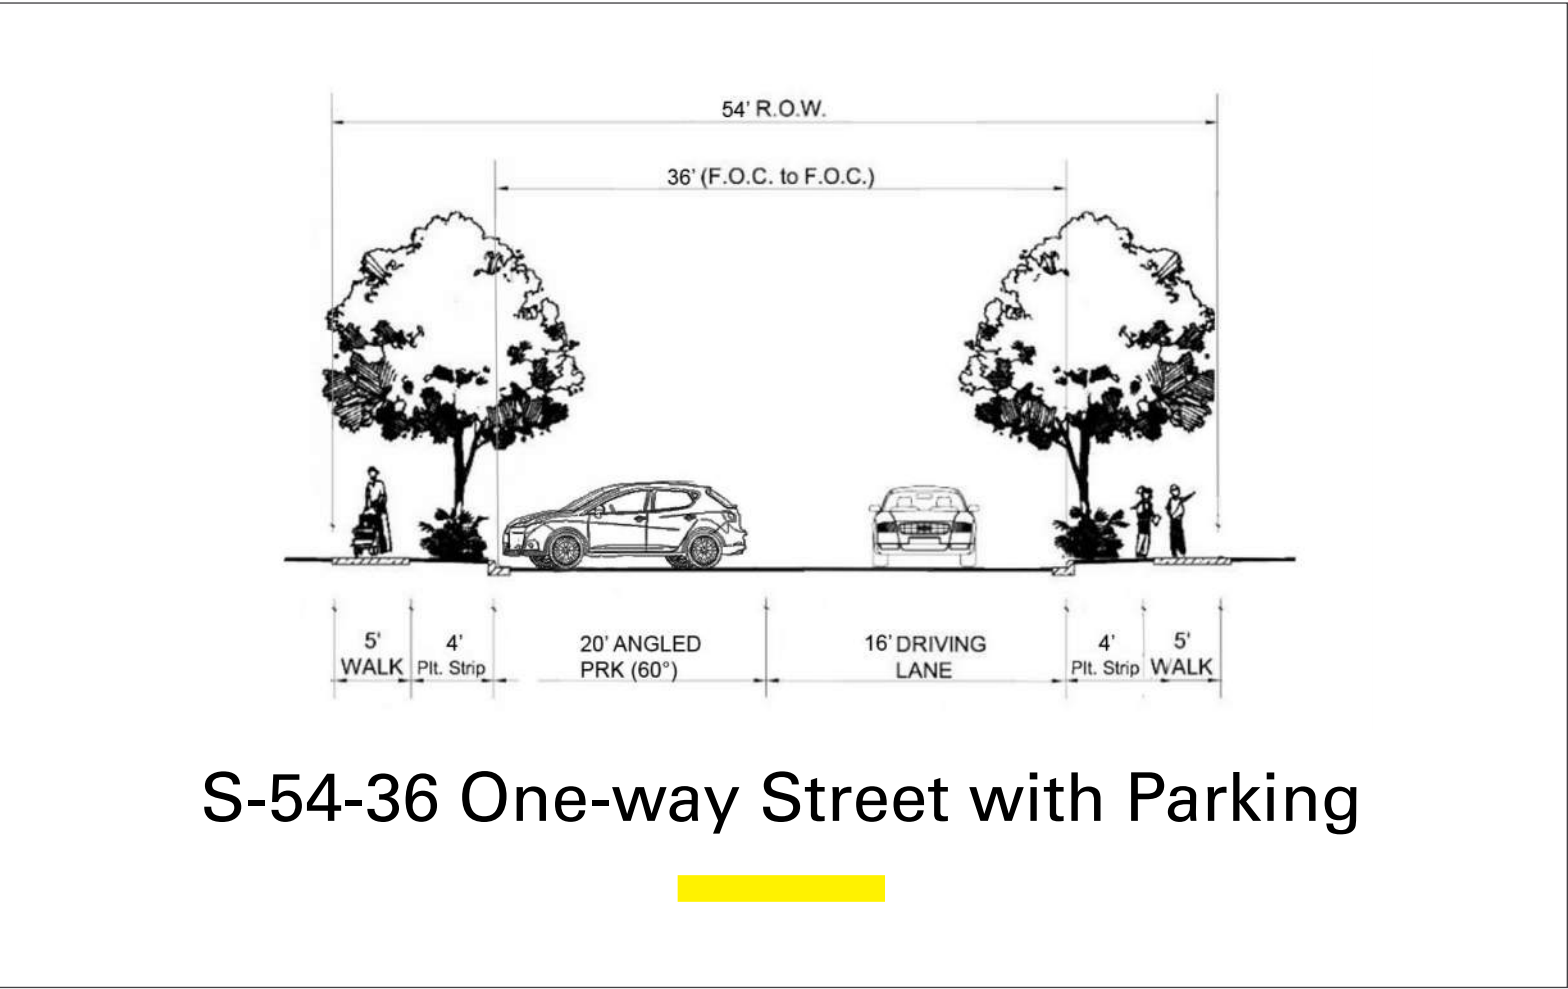 54' R.O.W.
36' (F.O.C. to F.O.C.)
5'
WALK
4'
Plt. Strip
20' ANGLED
PRK (60°)
16' DRIVING
LANE
4'
Plt. Strip
5'
WALK
S-54-36 One-way Street with Parking